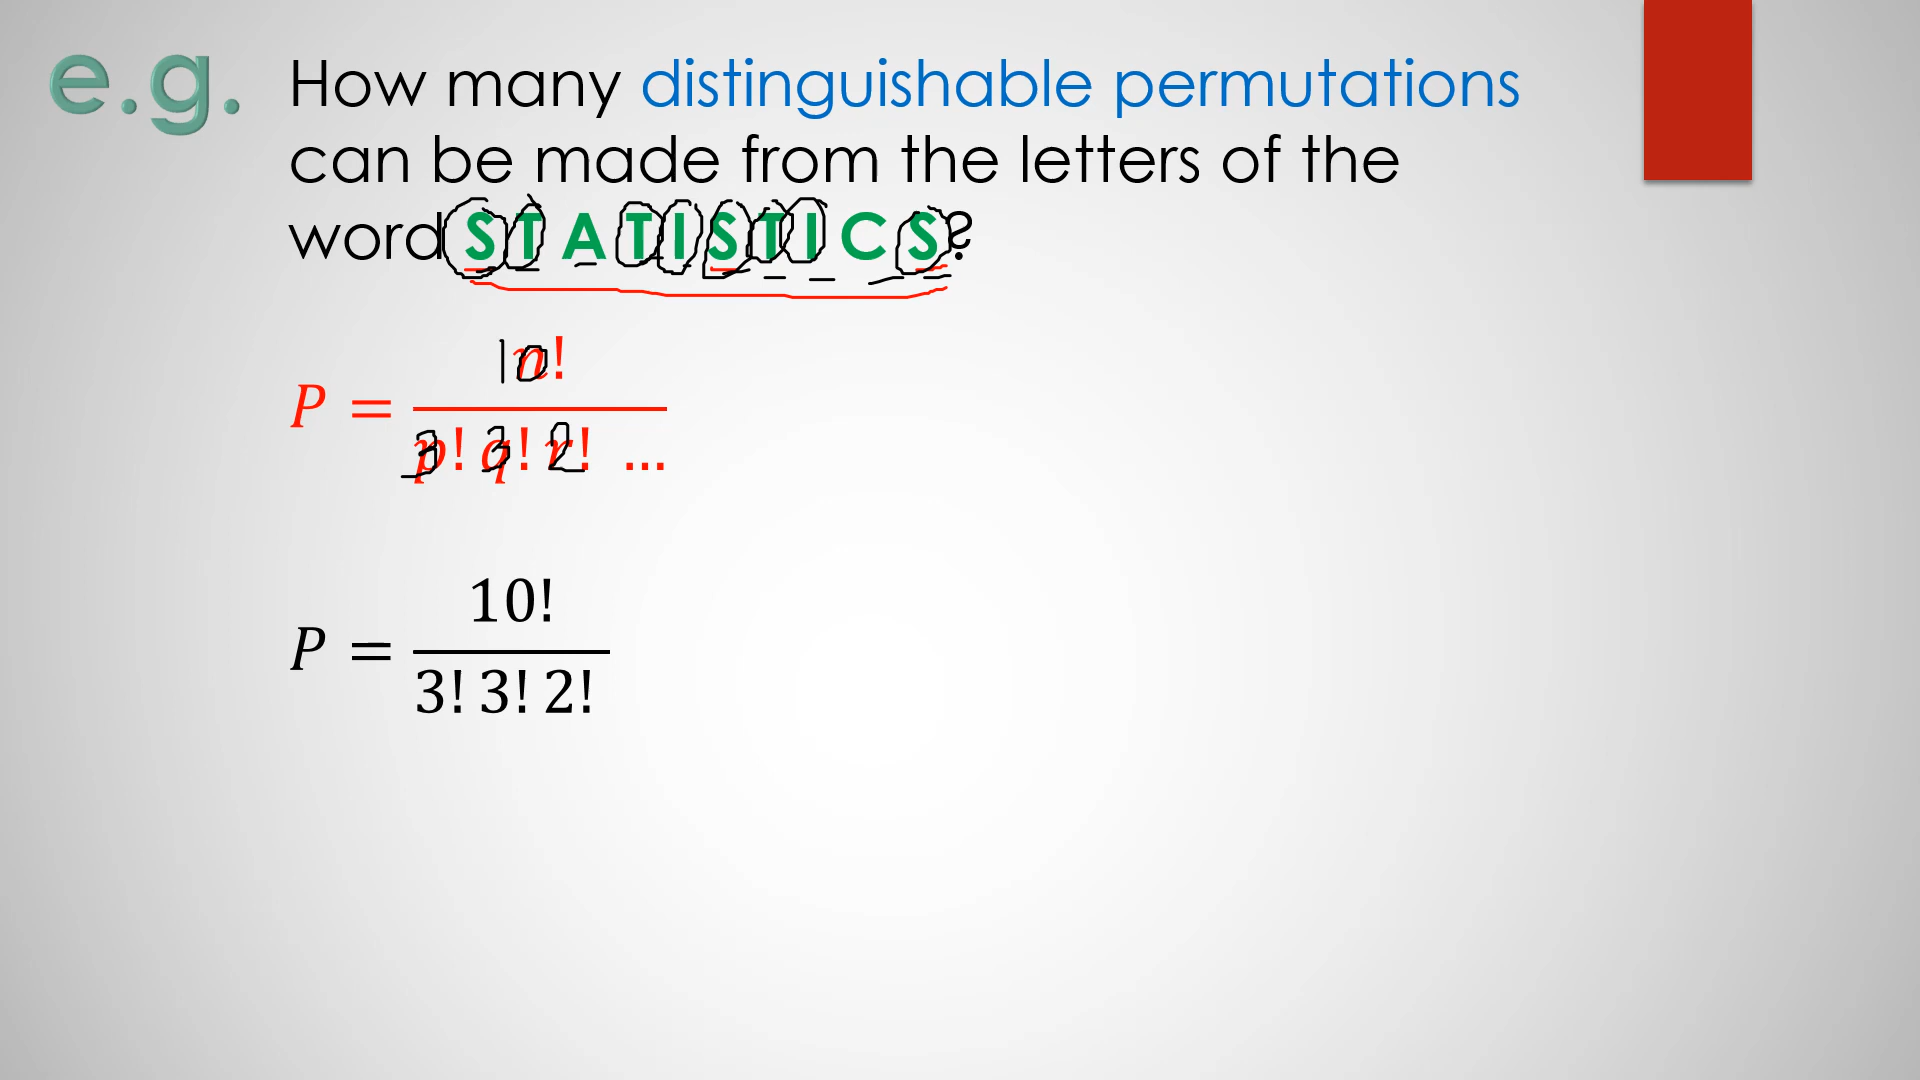 e.g. How many distinguishable permutations
can be made from the letters of the
word S T A T I S T I C S?
10
n!
P = ————
p! q! r! ...
3 3 2
10!
P = ————
3! 3! 2!